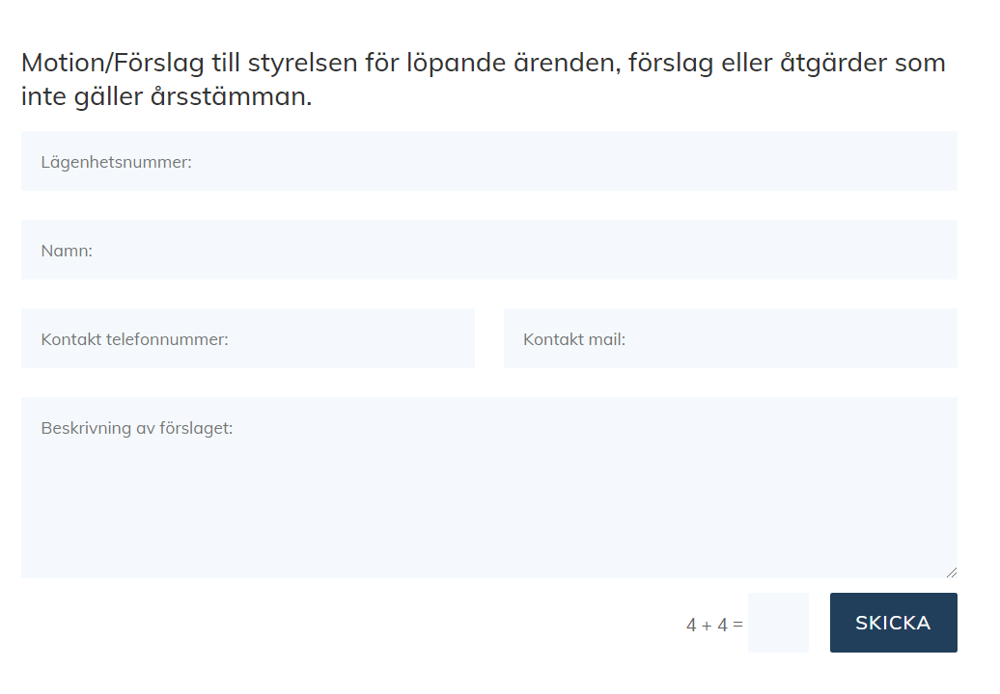 Motion/Förslag till styrelsen för löpande ärenden, förslag eller åtgärder som
inte gäller årsstämman.
Lägenhetsnummer:
Namn:
Kontakt telefonnummer:
Kontakt mail:
Beskrivning av förslaget:
4 + 4 =
SKICKA